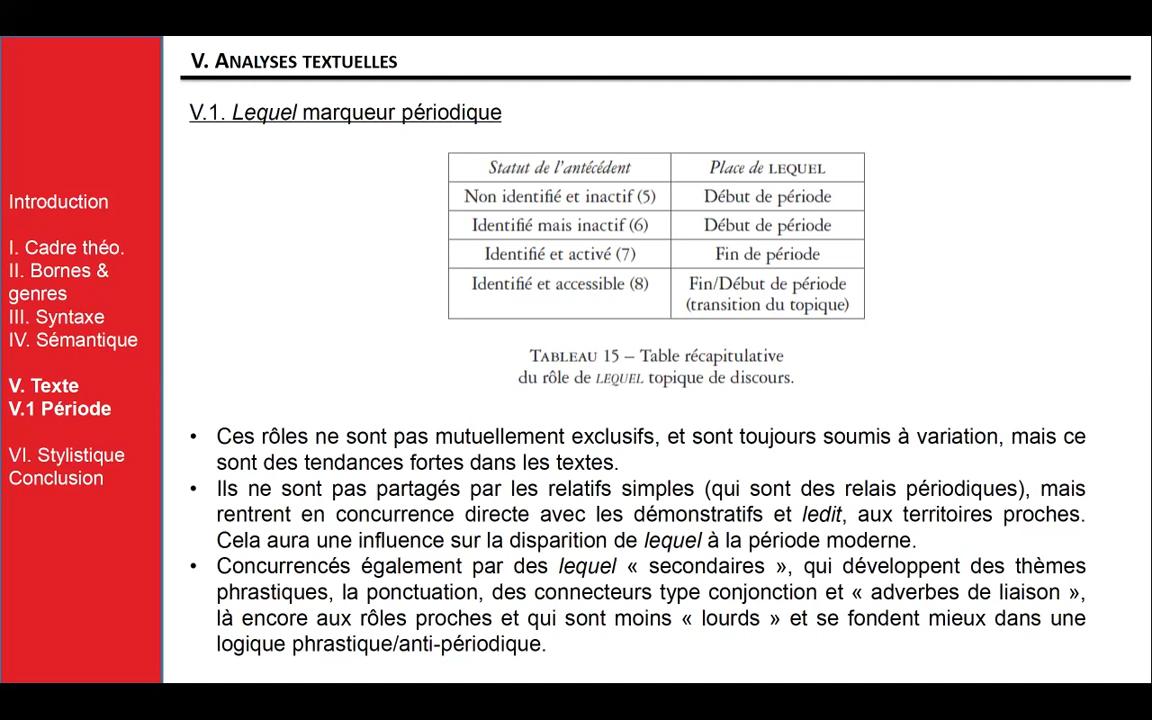 V. ANALYSES TEXTUELLES
V.1. Lequel marqueur périodique
Introduction
I. Cadre théo.
II. Bornes &
genres
III. Syntaxe
IV. Sémantique
V. Texte
V.1 Période
VI. Stylistique
Conclusion
Statut de l'antécédent Place de LEQUEL
Non identifié et inactif (5) Début de période
Identifié mais inactif (6) Début de période
Identifié et activé (7) Fin de période
Identifié et accessible (8) Fin/Début de période
(transition du topique)
TABLEAU 15 – Table récapitulative
du rôle de LEQUEL topique de discours.
• Ces rôles ne sont pas mutuellement exclusifs, et sont toujours soumis à variation, mais ce
sont des tendances fortes dans les textes.
• Ils ne sont pas partagés par les relatifs simples (qui sont des relais périodiques), mais
rentrent en concurrence directe avec les démonstratifs et ledit, aux territoires proches.
Cela aura une influence sur la disparition de lequel à la période moderne.
• Concurrencés également par des lequel « secondaires », qui développent des thèmes
phrastiques, la ponctuation, des connecteurs type conjonction et « adverbes de liaison »,
là encore aux rôles proches et qui sont moins « lourds » et se fondent mieux dans une
logique phrastique/anti-périodique.